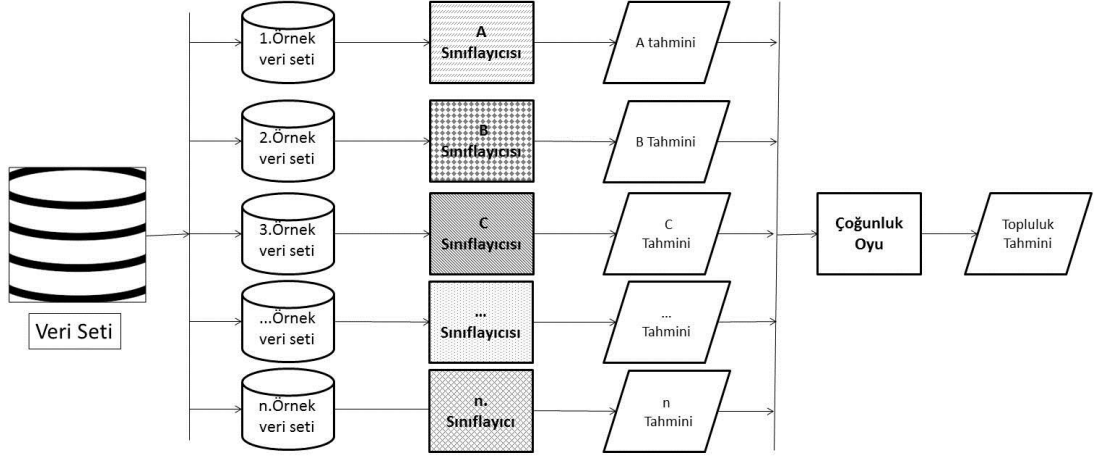 1.Örnek
veri seti
A
Sınıflayıcısı
A tahmini
2.Örnek
veri seti
B
Sınıflayıcısı
B Tahmini
3.Örnek
veri seti
C
Sınıflayıcısı
C
Tahmini
Çoğunluk
Oyu
Topluluk
Tahmini
...Örnek
veri seti
...
Sınıflayıcısı
...
Tahmini
Veri Seti
n.Örnek
veri seti
n.
Sınıflayıcı
n
Tahmini